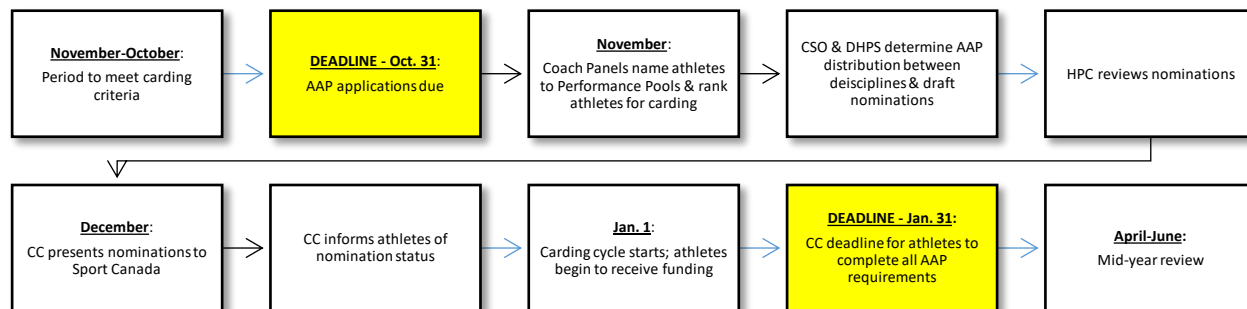 November-October:
Period to meet carding
criteria
DEADLINE - Oct. 31:
AAP applications due
November:
Coach Panels name athletes
to Performance Pools & rank
athletes for carding
CSO & DHPS determine AAP
distribution between
deisciplines & draft
nominations
HPC reviews nominations
December:
CC presents nominations to
Sport Canada
CC informs athletes of
nomination status
Jan. 1:
Carding cycle starts; athletes
begin to receive funding
DEADLINE - Jan. 31:
CC deadline for athletes to
complete all AAP
requirements
April-June:
Mid-year review